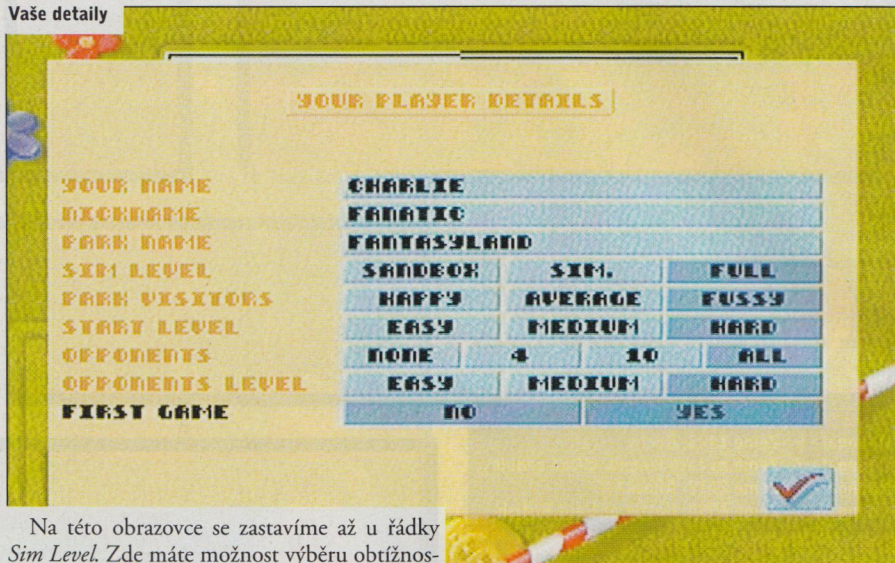 Vaše detaily
YOUR PLAYER DETAILS
YOUR NAME CHARLIE
NICKNAME FANATIC
PARK NAME FANTASYLAND
SIM LEVEL SANDBOX SIM. FULL
PARK VISITORS HAPPY AVERAGE FUSSY
START LEVEL EASY MEDIUM HARD
OPPONENTS NONE 4 10 ALL
OPPONENTS LEVEL EASY MEDIUM HARD
FIRST GAME NO YES
Na této obrazovce se zastavíme až u řádky
Sim Level. Zde máte možnost výběru obtížnos-